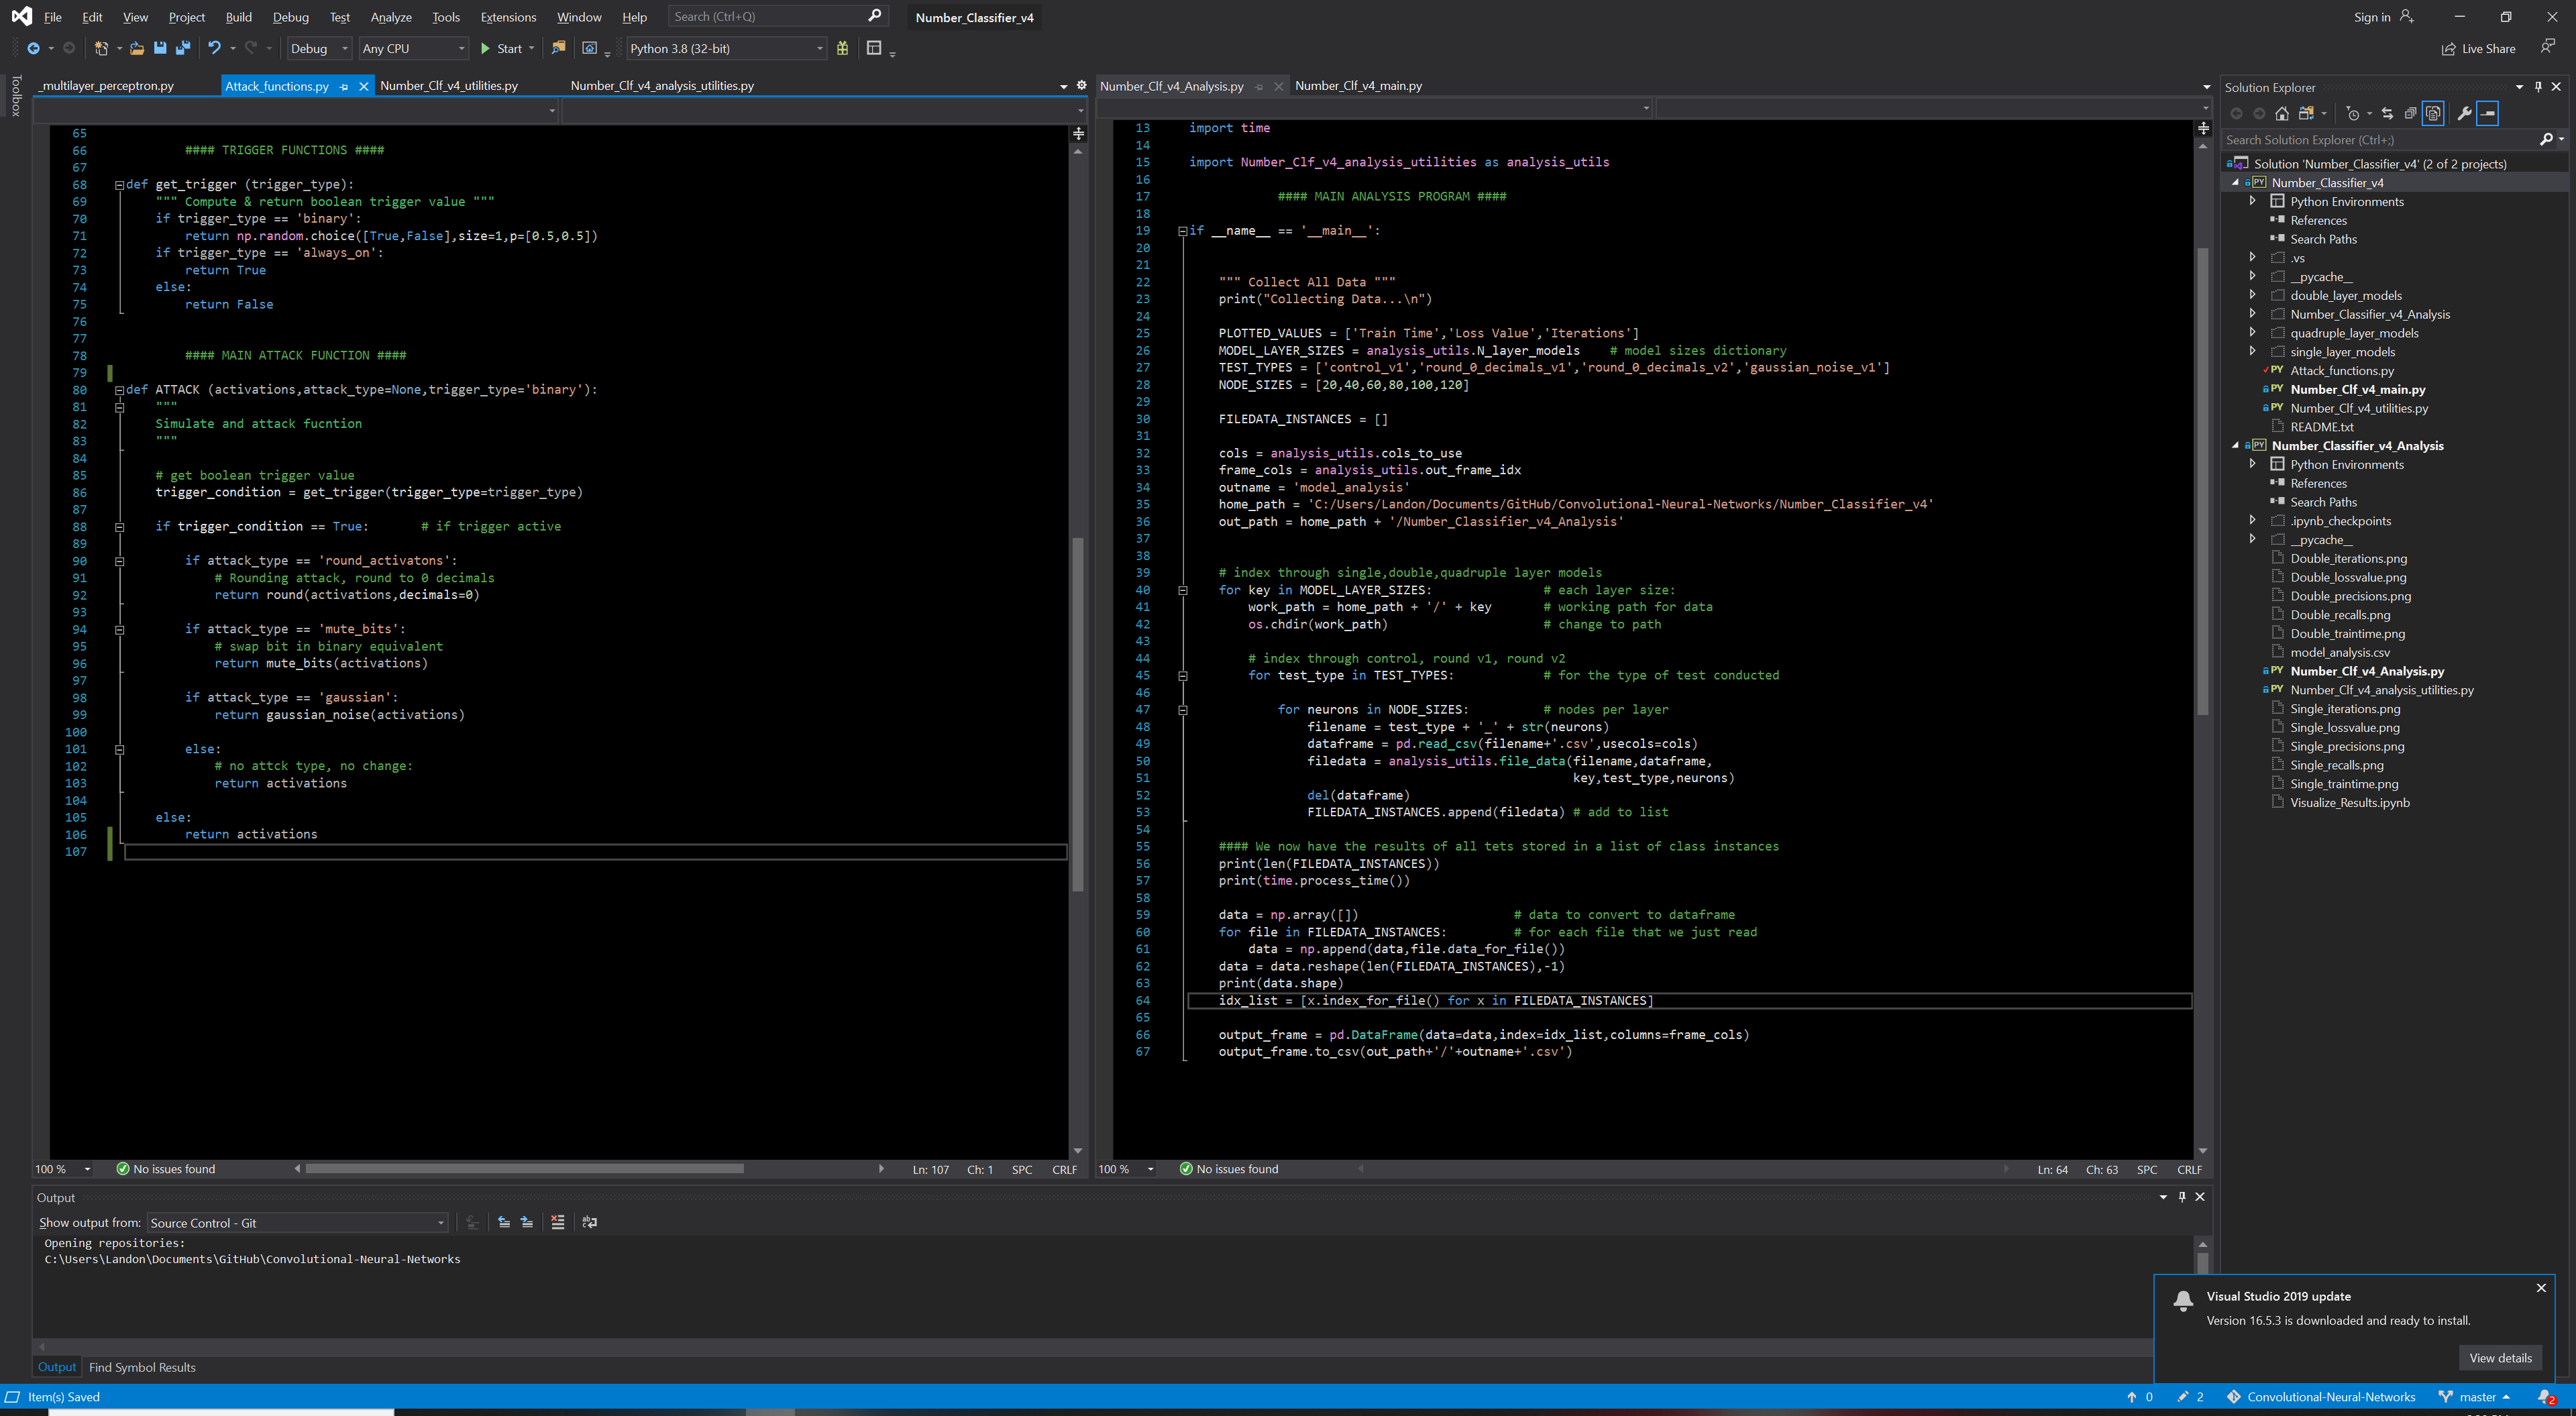 File Edit View Project Build Debug Test Analyze Tools Extensions Window Help Search (Ctrl+Q) Number_Classifier_v4 Sign in
Debug Any CPU Start Python 3.8 (32-bit) Live Share
Toolbox
_multilayer_perceptron.py Attack_functions.py Number_Clf_v4_utilities.py Number_Clf_v4_analysis_utilities.py
65
66 #### TRIGGER FUNCTIONS ####
67
68 def get_trigger (trigger_type):
69 """ Compute & return boolean trigger value """
70 if trigger_type == 'binary':
71 return np.random.choice([True,False],size=1,p=[0.5,0.5])
72 if trigger_type == 'always_on':
73 return True
74 else:
75 return False
76
77
78 #### MAIN ATTACK FUNCTION ####
79
80 def ATTACK (activations,attack_type=None,trigger_type='binary'):
81 """
82 Simulate and attack fucntion
83 """
84
85 # get boolean trigger value
86 trigger_condition = get_trigger(trigger_type=trigger_type)
87
88 if trigger_condition == True: # if trigger active
89
90 if attack_type == 'round_activatons':
91 # Rounding attack, round to 0 decimals
92 return round(activations,decimals=0)
93
94 if attack_type == 'mute_bits':
95 # swap bit in binary equivalent
96 return mute_bits(activations)
97
98 if attack_type == 'gaussian':
99 return gaussian_noise(activations)
100
101 else:
102 # no attck type, no change:
103 return activations
104
105 else:
106 return activations
107
100 % No issues found Ln: 107 Ch: 1 SPC CRLF
Number_Clf_v4_Analysis.py Number_Clf_v4_main.py
13 import time
14
15 import Number_Clf_v4_analysis_utilities as analysis_utils
16
17 #### MAIN ANALYSIS PROGRAM ####
18
19 if __name__ == '__main__':
20
21
22 """ Collect All Data """
23 print("Collecting Data...\n")
24
25 PLOTTED_VALUES = ['Train Time','Loss Value','Iterations']
26 MODEL_LAYER_SIZES = analysis_utils.N_layer_models # model sizes dictionary
27 TEST_TYPES = ['control_v1','round_0_decimals_v1','round_0_decimals_v2','gaussian_noise_v1']
28 NODE_SIZES = [20,40,60,80,100,120]
29
30 FILEDATA_INSTANCES = []
31
32 cols = analysis_utils.cols_to_use
33 frame_cols = analysis_utils.out_frame_idx
34 outname = 'model_analysis'
35 home_path = 'C:/Users/Landon/Documents/GitHub/Convolutional-Neural-Networks/Number_Classifier_v4'
36 out_path = home_path + '/Number_Classifier_v4_Analysis'
37
38
39 # index through single,double,quadruple layer models
40 for key in MODEL_LAYER_SIZES: # each layer size:
41 work_path = home_path + '/' + key # working path for data
42 os.chdir(work_path) # change to path
43
44 # index through control, round v1, round v2
45 for test_type in TEST_TYPES: # for the type of test conducted
46
47 for neurons in NODE_SIZES: # nodes per layer
48 filename = test_type + '_' + str(neurons)
49 dataframe = pd.read_csv(filename+'.csv',usecols=cols)
50 filedata = analysis_utils.file_data(filename,dataframe,
51 key,test_type,neurons)
52 del(dataframe)
53 FILEDATA_INSTANCES.append(filedata) # add to list
54
55 #### We now have the results of all tets stored in a list of class instances
56 print(len(FILEDATA_INSTANCES))
57 print(time.process_time())
58
59 data = np.array([]) # data to convert to dataframe
60 for file in FILEDATA_INSTANCES: # for each file that we just read
61 data = np.append(data,file.data_for_file())
62 data = data.reshape(len(FILEDATA_INSTANCES),-1)
63 print(data.shape)
64 idx_list = [x.index_for_file() for x in FILEDATA_INSTANCES]
65
66 output_frame = pd.DataFrame(data=data,index=idx_list,columns=frame_cols)
67 output_frame.to_csv(out_path+'/'+outname+'.csv')
100 % No issues found Ln: 64 Ch: 63 SPC CRLF
Solution Explorer
Search Solution Explorer (Ctrl+;)
Solution 'Number_Classifier_v4' (2 of 2 projects)
PY Number_Classifier_v4
Python Environments
References
Search Paths
.vs
__pycache__
double_layer_models
Number_Classifier_v4_Analysis
quadruple_layer_models
single_layer_models
PY Attack_functions.py
PY Number_Clf_v4_main.py
PY Number_Clf_v4_utilities.py
README.txt
PY Number_Classifier_v4_Analysis
Python Environments
References
Search Paths
.ipynb_checkpoints
__pycache__
Double_iterations.png
Double_lossvalue.png
Double_precisions.png
Double_recalls.png
Double_traintime.png
model_analysis.csv
PY Number_Clf_v4_Analysis.py
PY Number_Clf_v4_analysis_utilities.py
Single_iterations.png
Single_lossvalue.png
Single_precisions.png
Single_recalls.png
Single_traintime.png
Visualize_Results.ipynb
Output
Show output from: Source Control - Git
Opening repositories:
C:\Users\Landon\Documents\GitHub\Convolutional-Neural-Networks
Output Find Symbol Results
Visual Studio 2019 update
Version 16.5.3 is downloaded and ready to install.
View details
Item(s) Saved 0 2 Convolutional-Neural-Networks master 2